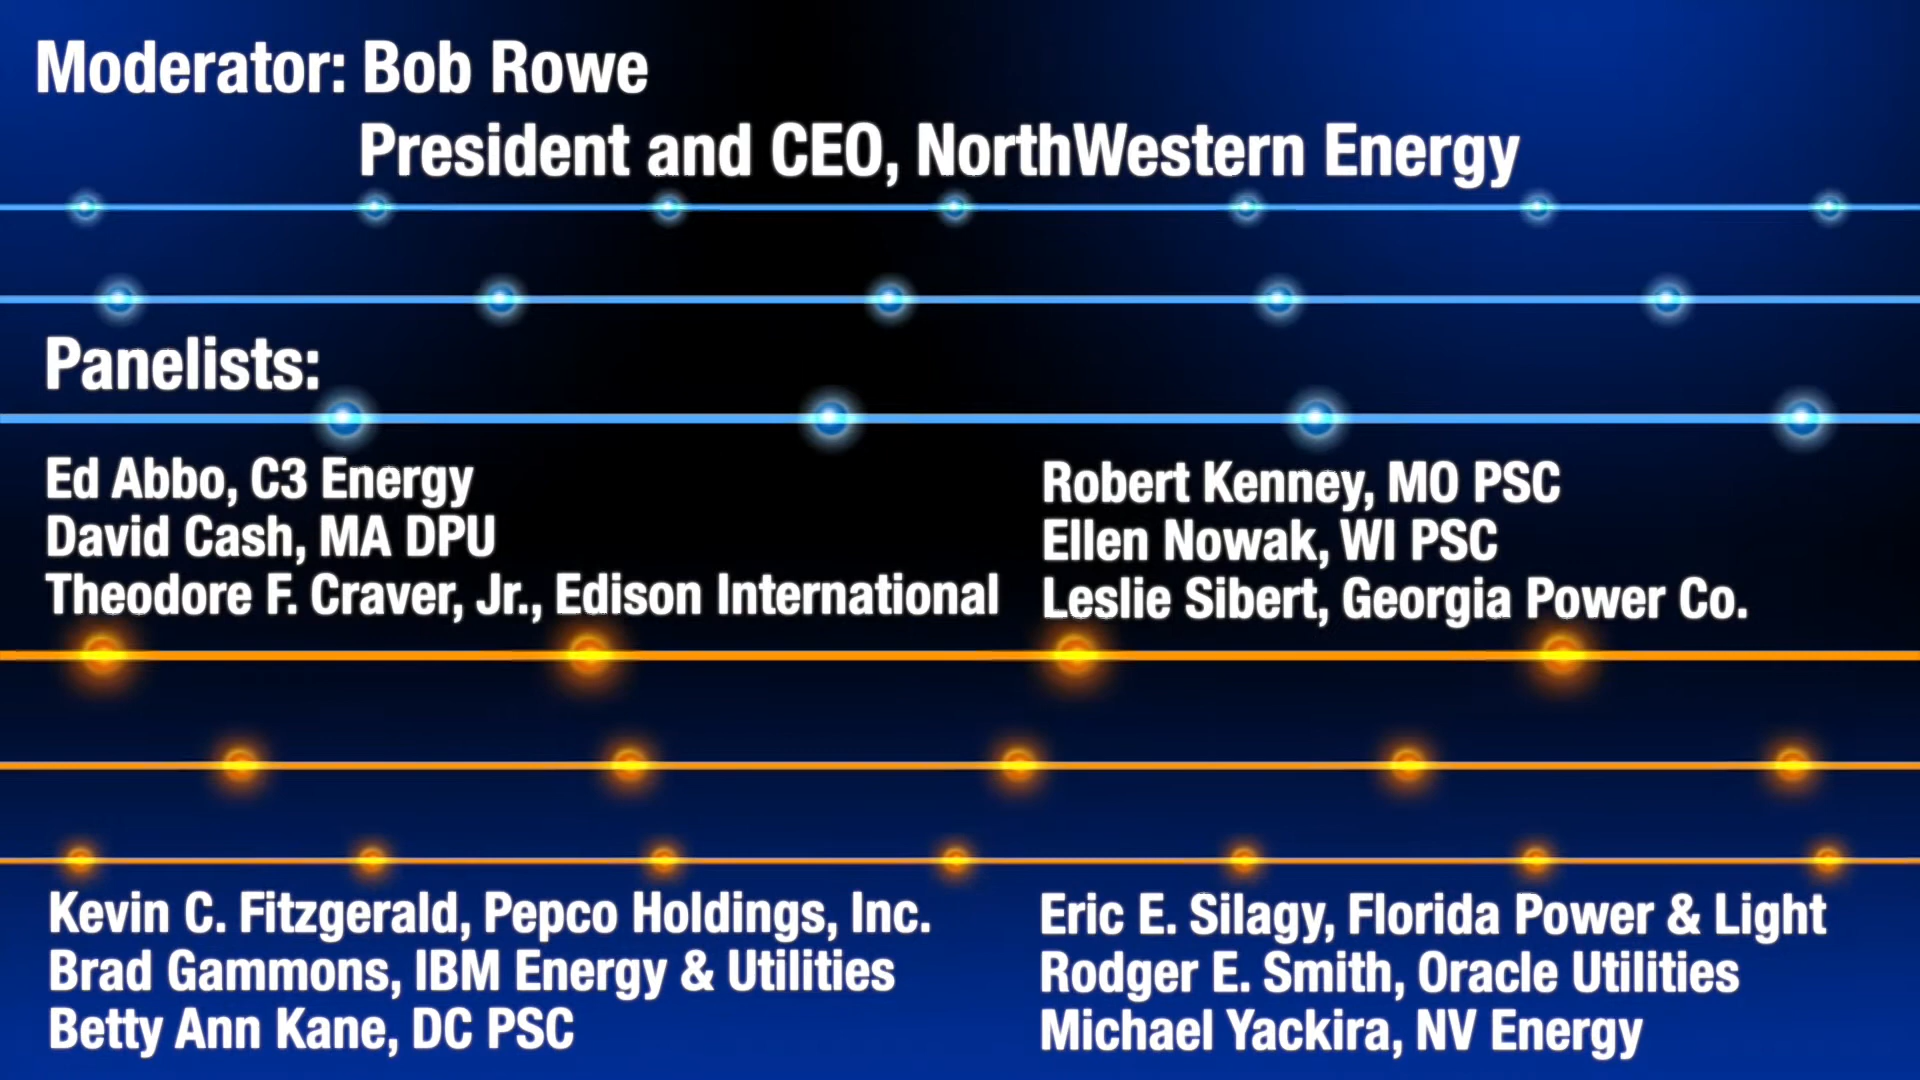 Moderator: Bob Rowe
President and CEO, NorthWestern Energy
Panelists:
Ed Abbo, C3 Energy
David Cash, MA DPU
Theodore F. Craver, Jr., Edison International
Robert Kenney, MO PSC
Ellen Nowak, WI PSC
Leslie Sibert, Georgia Power Co.
Kevin C. Fitzgerald, Pepco Holdings, Inc.
Brad Gammons, IBM Energy & Utilities
Betty Ann Kane, DC PSC
Eric E. Silagy, Florida Power & Light
Rodger E. Smith, Oracle Utilities
Michael Yackira, NV Energy